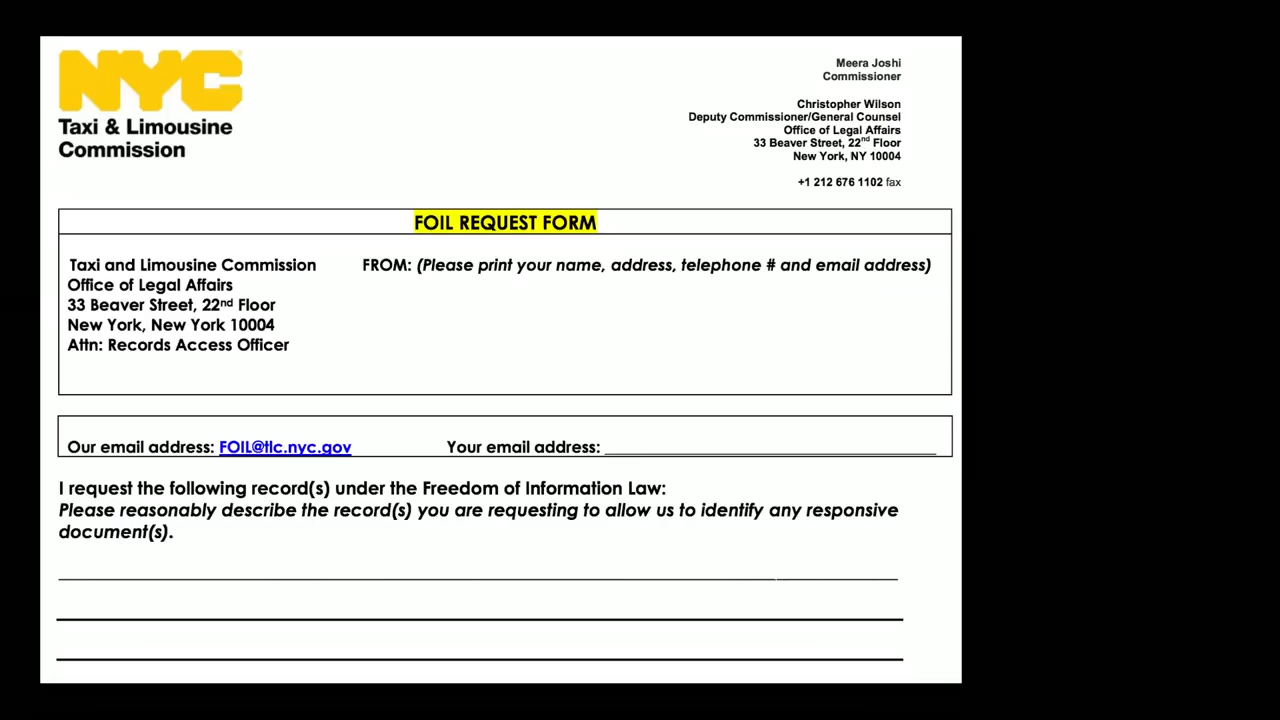 NYC
Taxi & Limousine
Commission
Meera Joshi
Commissioner
Christopher Wilson
Deputy Commissioner/General Counsel
Office of Legal Affairs
33 Beaver Street, 22nd Floor
New York, NY 10004
+1 212 676 1102 fax
FOIL REQUEST FORM
Taxi and Limousine Commission
Office of Legal Affairs
33 Beaver Street, 22nd Floor
New York, New York 10004
Attn: Records Access Officer
FROM: (Please print your name, address, telephone # and email address)
Our email address: FOIL@tlc.nyc.gov
Your email address:
I request the following record(s) under the Freedom of Information Law:
Please reasonably describe the record(s) you are requesting to allow us to identify any responsive
document(s).